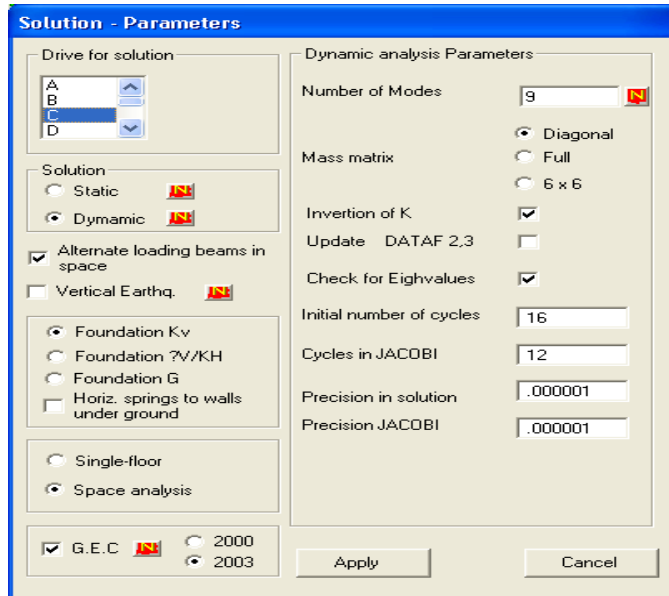 Solution - Parameters
Drive for solution
A
B
C
D
Solution
Static
Dymamic
Alternate loading beams in
space
Vertical Earthq.
Foundation Kv
Foundation ?V/KH
Foundation G
Horiz. springs to walls
under ground
Single-floor
Space analysis
G.E.C
2000
2003
Dynamic analysis Parameters
Number of Modes
9
N
Mass matrix
Diagonal
Full
6 x 6
Invertion of K
Update DATAF 2,3
Check for Eighvalues
Initial number of cycles
16
Cycles in JACOBI
12
Precision in solution
.000001
Precision JACOBI
.000001
Apply
Cancel